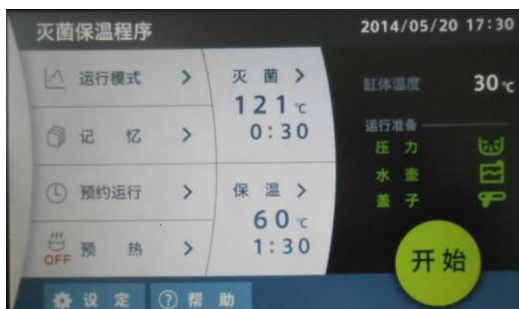 灭菌保温程序
2014/05/20 17:30
运行模式 >
记忆 >
预约运行 >
OFF 预热 >
灭菌 >
121℃
0:30
保温 >
60℃
1:30
缸体温度 30℃
运行准备
压力
水壶
盖子
开始
设定
? 帮助